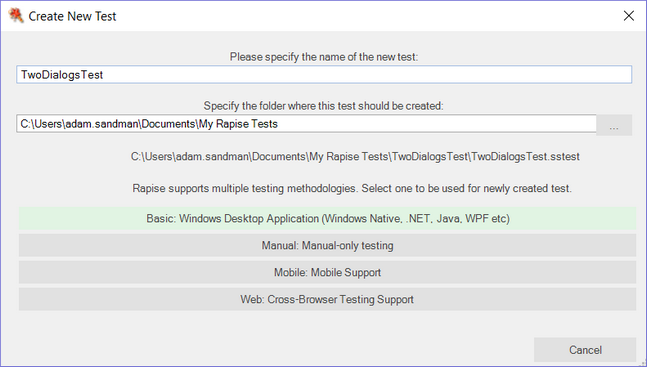 Create New Test
Please specify the name of the new test:
TwoDialogsTest
Specify the folder where this test should be created:
C:\Users\adam.sandman\Documents\My Rapise Tests
...
C:\Users\adam.sandman\Documents\My Rapise Tests\TwoDialogsTest\TwoDialogsTest.sstest
Rapise supports multiple testing methodologies. Select one to be used for newly created test.
Basic: Windows Desktop Application (Windows Native, .NET, Java, WPF etc)
Manual: Manual-only testing
Mobile: Mobile Support
Web: Cross-Browser Testing Support
Cancel